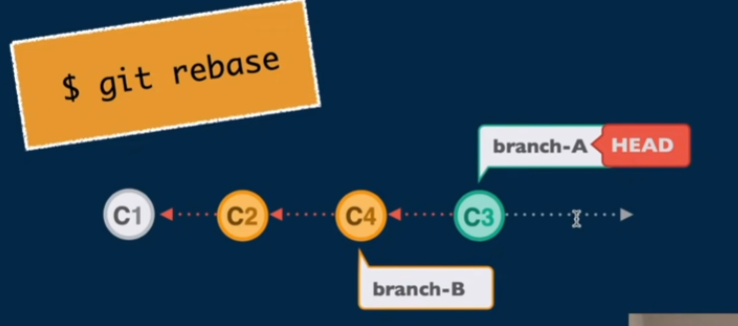 $ git rebase
branch-A HEAD
C1 C2 C4 C3
branch-B